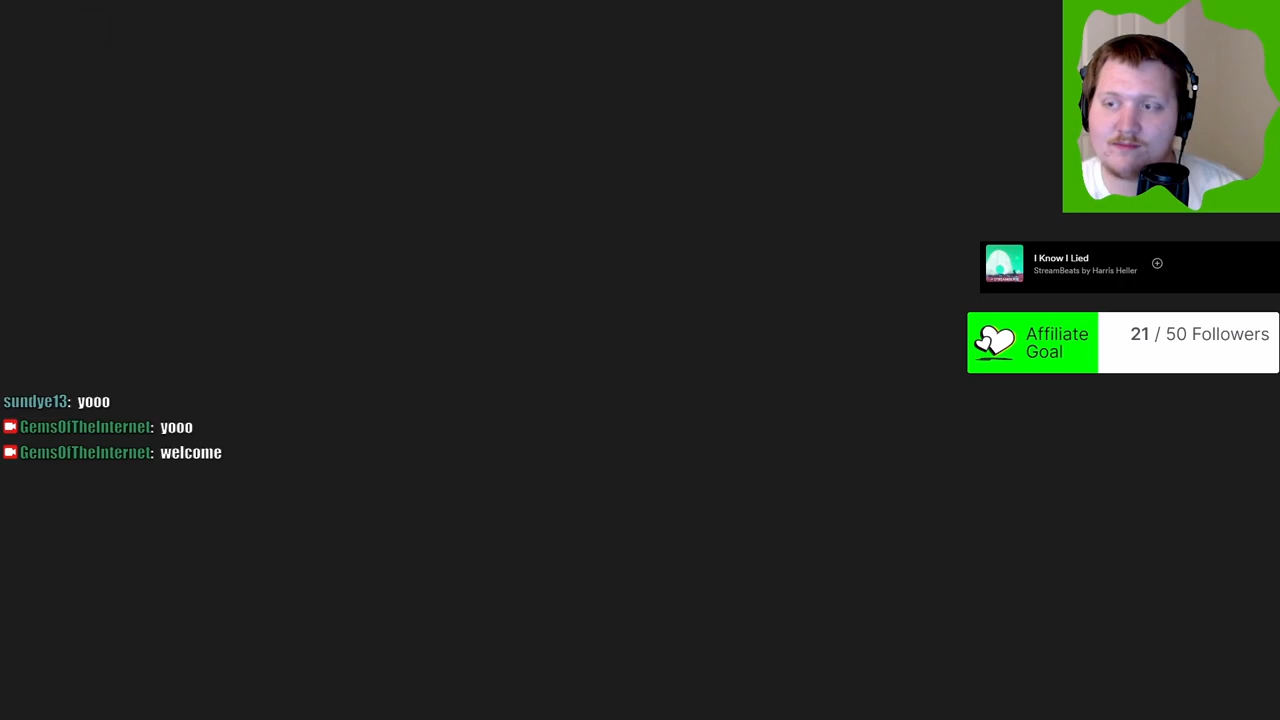 I Know I Lied
StreamBeats by Harris Heller
Affiliate
Goal
21 / 50 Followers
sundye13: yooo
GemsOfTheInternet: yooo
GemsOfTheInternet: welcome